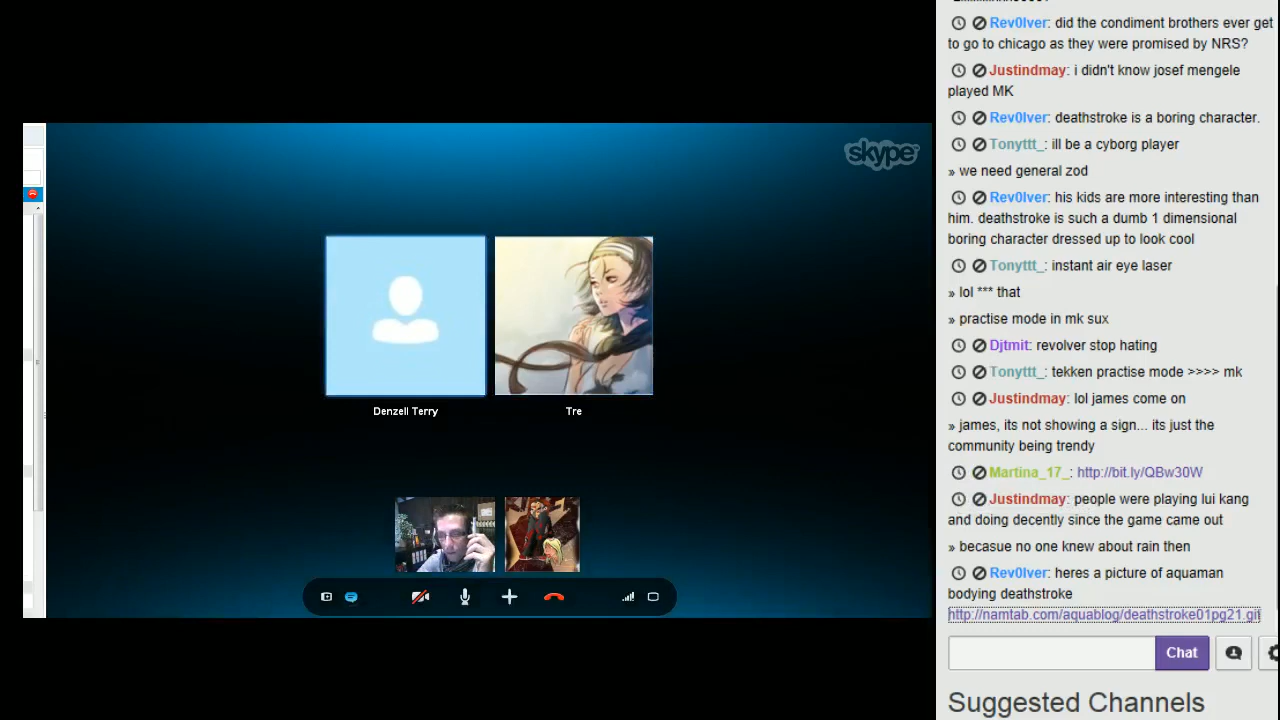 skype
Denzell Terry
Tre
Rev0lver: did the condiment brothers ever get
to go to chicago as they were promised by NRS?
Justindmay: i didn't know josef mengele
played MK
Rev0lver: deathstroke is a boring character.
Tonyttt_: ill be a cyborg player
» we need general zod
Rev0lver: his kids are more interesting than
him. deathstroke is such a dumb 1 dimensional
boring character dressed up to look cool
Tonyttt_: instant air eye laser
» lol *** that
» practise mode in mk sux
Djtmit: revolver stop hating
Tonyttt_: tekken practise mode >>>> mk
Justindmay: lol james come on
» james, its not showing a sign... its just the
community being trendy
Martina_17_: http://bit.ly/QBw30W
Justindmay: people were playing lui kang
and doing decently since the game came out
» becasue no one knew about rain then
Rev0lver: heres a picture of aquaman
bodying deathstroke
http://namtab.com/aquablog/deathstroke01pg21.gif
Chat
Suggested Channels